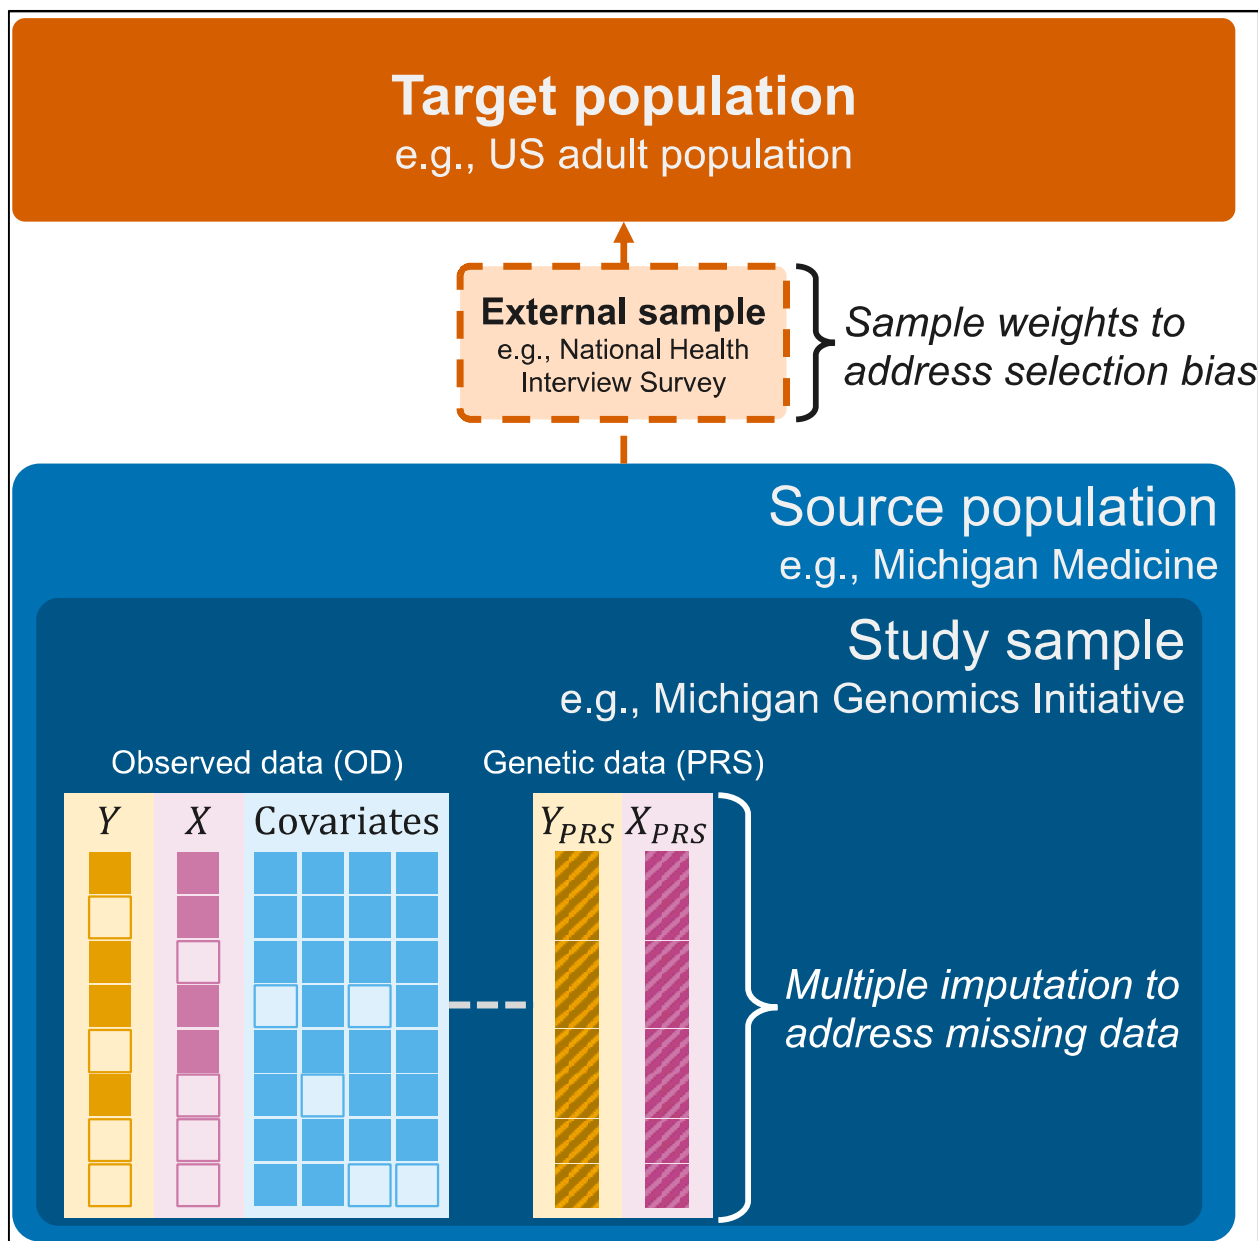 Target population
e.g., US adult population
External sample
e.g., National Health
Interview Survey
Sample weights to
address selection bias
Source population
e.g., Michigan Medicine
Study sample
e.g., Michigan Genomics Initiative
Observed data (OD)
Genetic data (PRS)
Y X Covariates
Y_PRS X_PRS
Multiple imputation to
address missing data